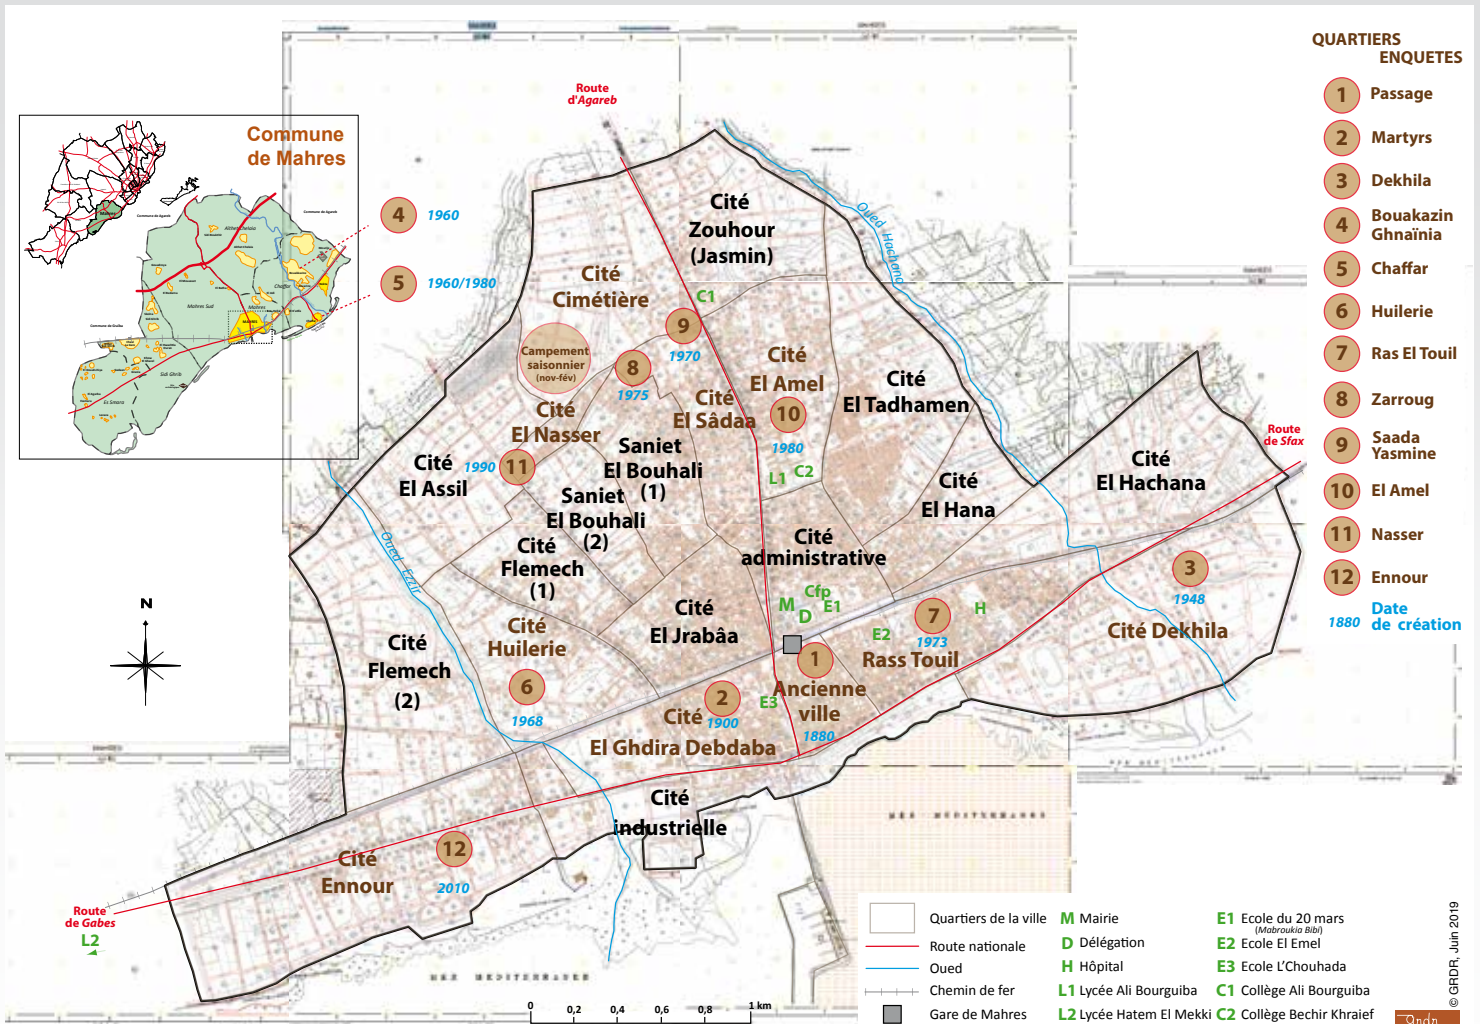 Commune
de Mahres
Route
d'Agareb
4
1960
5
1960/1980
Cité
Zouhour
(Jasmin)
Oued Hachana
Cité
Cimétière
C1
9
1970
Campement
saisonnier
(nov-fév)
8
1975
Cité
El Amel
10
1980
Cité
El Sâdaa
Cité
El Tadhamen
Cité
El Nasser
11
1990
Saniet
El Bouhali
(1)
L1
C2
Cité
El Assil
Saniet
El Bouhali
(2)
Cité
El Hana
Cité
El Hachana
Route
de Sfax
Oued Ezzir
Cité
Flemech
(1)
Cité
administrative
Cfp
M
E1
D
3
1948
Cité Dekhila
Cité
El Jrabâa
E2
7
1973
H
Rass Touil
Cité
Huilerie
6
1968
Cité
Flemech
(2)
1
Ancienne
ville
1880
2
1900
E3
Cité
El Ghdira Debdaba
Cité
industrielle
12
2010
Cité
Ennour
Route
de Gabes
L2
N
MER MEDITERRANEE
MER MEDITERRANEE
QUARTIERS
ENQUETES
1 Passage
2 Martyrs
3 Dekhila
4 Bouakazin
Ghnaïnia
5 Chaffar
6 Huilerie
7 Ras El Touil
8 Zarroug
9 Saada
Yasmine
10 El Amel
11 Nasser
12 Ennour
1880 Date
de création
Quartiers de la ville
Route nationale
Oued
Chemin de fer
Gare de Mahres
M Mairie
D Délégation
H Hôpital
L1 Lycée Ali Bourguiba
L2 Lycée Hatem El Mekki
E1 Ecole du 20 mars
(Mabroukia Bibi)
E2 Ecole El Emel
E3 Ecole L'Chouhada
C1 Collège Ali Bourguiba
C2 Collège Bechir Khraief
0 0,2 0,4 0,6 0,8 1 km
© GRDR, Juin 2019
grdr